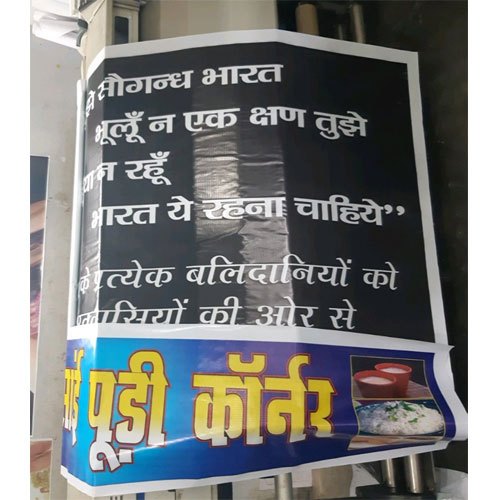 सौगन्ध भारत
भूलूँ न एक क्षण तुझे
न रहूँ
भारत ये रहना चाहिये”
के प्रत्येक बलिदानियों को
की ओर से
पूड़ी कॉर्नर